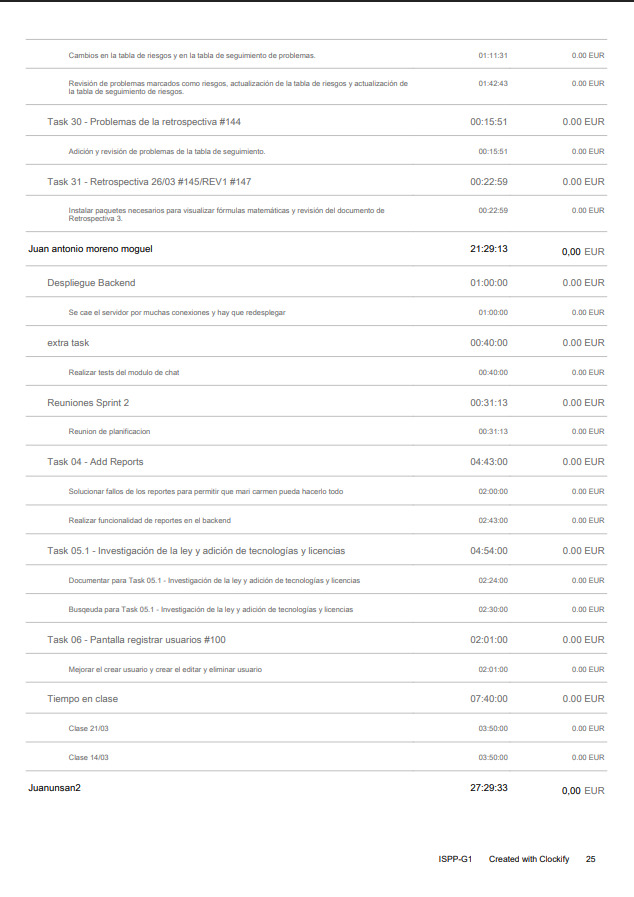 Cambios en la tabla de riesgos y en la tabla de seguimiento de problemas. 01:11:31 0.00 EUR
Revisión de problemas marcados como riesgos, actualización de la tabla de riesgos y actualización de 01:42:43 0.00 EUR
la tabla de seguimiento de riesgos.
Task 30 - Problemas de la retrospectiva #144 00:15:51 0.00 EUR
Adición y revisión de problemas de la tabla de seguimiento. 00:15:51 0.00 EUR
Task 31 - Retrospectiva 26/03 #145/REV1 #147 00:22:59 0.00 EUR
Instalar paquetes necesarios para visualizar fórmulas matemáticas y revisión del documento de 00:22:59 0.00 EUR
Retrospectiva 3.
Juan antonio moreno moguel 21:29:13 0,00 EUR
Despliegue Backend 01:00:00 0.00 EUR
Se cae el servidor por muchas conexiones y hay que redesplegar 01:00:00 0.00 EUR
extra task 00:40:00 0.00 EUR
Realizar tests del modulo de chat 00:40:00 0.00 EUR
Reuniones Sprint 2 00:31:13 0.00 EUR
Reunion de planificacion 00:31:13 0.00 EUR
Task 04 - Add Reports 04:43:00 0.00 EUR
Solucionar fallos de los reportes para permitir que mari carmen pueda hacerlo todo 02:00:00 0.00 EUR
Realizar funcionalidad de reportes en el backend 02:43:00 0.00 EUR
Task 05.1 - Investigación de la ley y adición de tecnologías y licencias 04:54:00 0.00 EUR
Documentar para Task 05.1 - Investigación de la ley y adición de tecnologías y licencias 02:24:00 0.00 EUR
Busqeuda para Task 05.1 - Investigación de la ley y adición de tecnologías y licencias 02:30:00 0.00 EUR
Task 06 - Pantalla registrar usuarios #100 02:01:00 0.00 EUR
Mejorar el crear usuario y crear el editar y eliminar usuario 02:01:00 0.00 EUR
Tiempo en clase 07:40:00 0.00 EUR
Clase 21/03 03:50:00 0.00 EUR
Clase 14/03 03:50:00 0.00 EUR
Juanunsan2 27:29:33 0,00 EUR
ISPP-G1 Created with Clockify 25